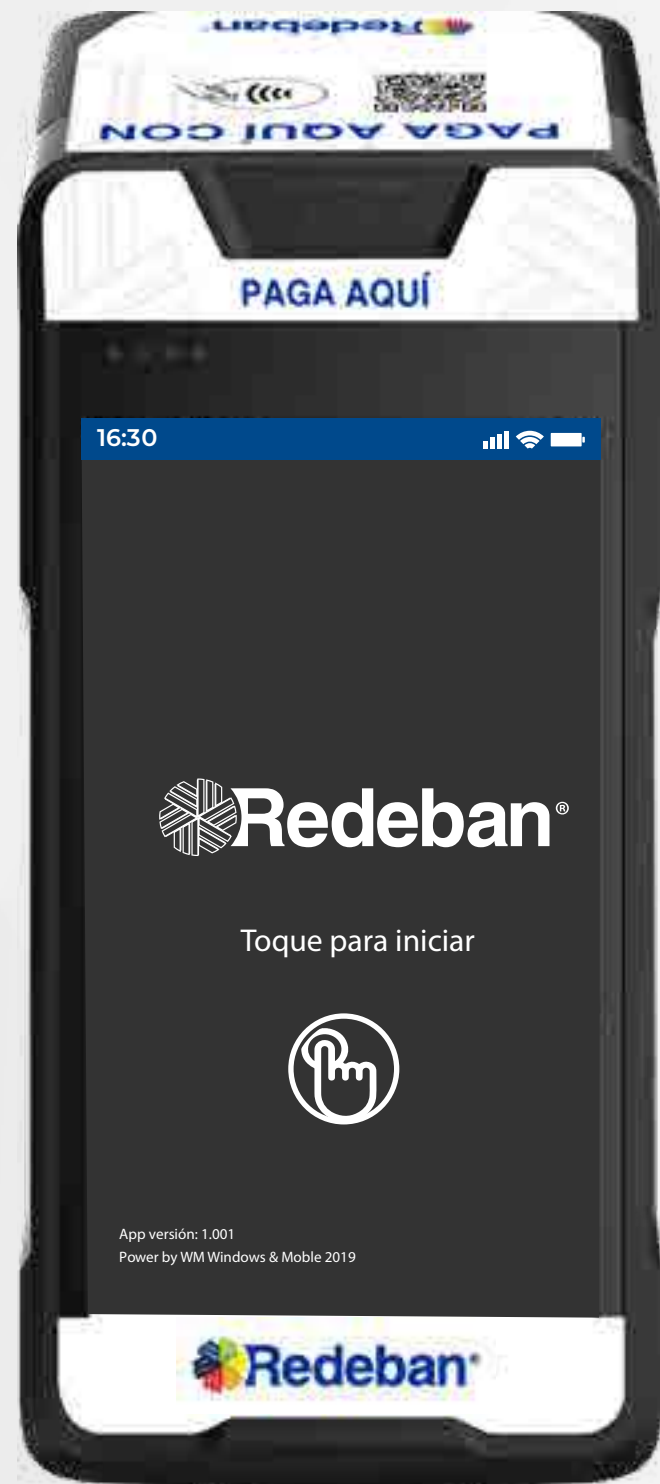 Redeban
PAGA AQUÍ CON
PAGA AQUÍ
16:30
Redeban®
Toque para iniciar
App versión: 1.001
Power by WM Windows & Moble 2019
Redeban